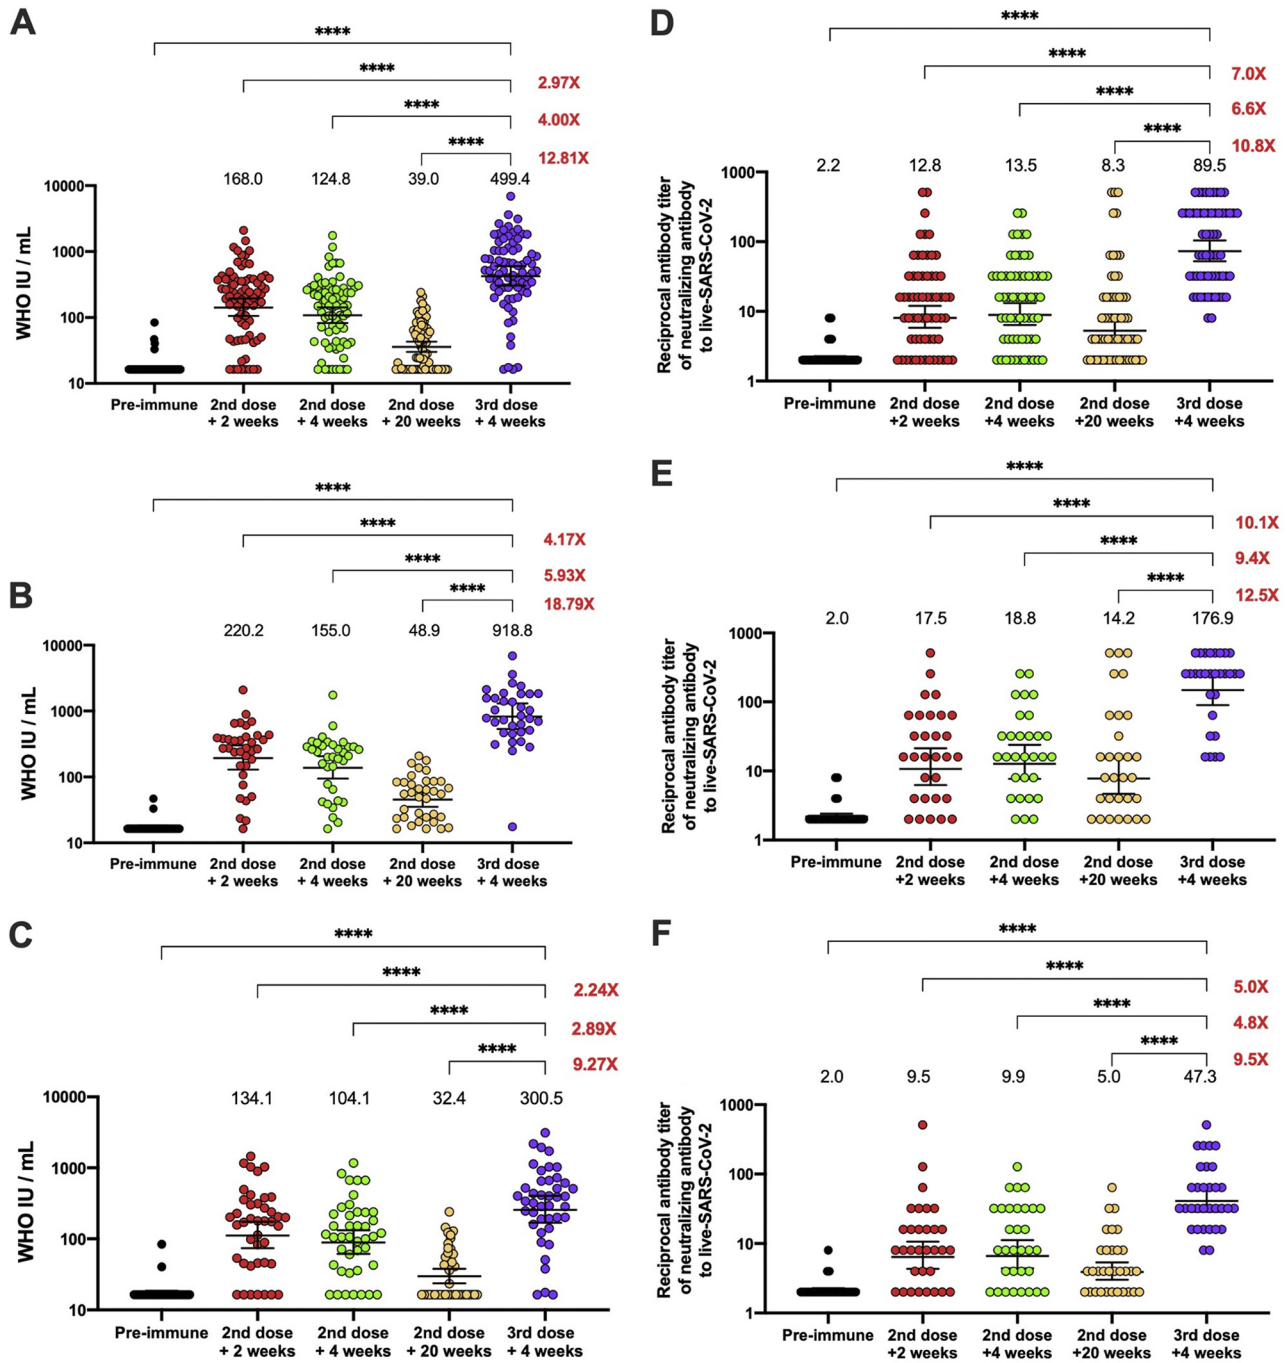 A
****
****
2.97X
****
4.00X
****
12.81X
168.0 124.8 39.0 499.4
10000
1000
100
10
WHO IU / mL
Pre-immune 2nd dose + 2 weeks 2nd dose + 4 weeks 2nd dose + 20 weeks 3rd dose + 4 weeks
B
****
****
4.17X
****
5.93X
****
18.79X
220.2 155.0 48.9 918.8
10000
1000
100
10
WHO IU / mL
Pre-immune 2nd dose + 2 weeks 2nd dose + 4 weeks 2nd dose + 20 weeks 3rd dose + 4 weeks
C
****
****
2.24X
****
2.89X
****
9.27X
134.1 104.1 32.4 300.5
10000
1000
100
10
WHO IU / mL
Pre-immune 2nd dose + 2 weeks 2nd dose + 4 weeks 2nd dose + 20 weeks 3rd dose + 4 weeks
D
****
****
7.0X
****
6.6X
****
10.8X
2.2 12.8 13.5 8.3 89.5
1000
100
10
1
Reciprocal antibody titer
of neutralizing antibody
to live-SARS-CoV-2
Pre-immune 2nd dose +2 weeks 2nd dose +4 weeks 2nd dose +20 weeks 3rd dose +4 weeks
E
****
****
10.1X
****
9.4X
****
12.5X
2.0 17.5 18.8 14.2 176.9
1000
100
10
1
Reciprocal antibody titer
of neutralizing antibody
to live-SARS-CoV-2
Pre-immune 2nd dose +2 weeks 2nd dose +4 weeks 2nd dose +20 weeks 3rd dose +4 weeks
F
****
****
5.0X
****
4.8X
****
9.5X
2.0 9.5 9.9 5.0 47.3
1000
100
10
1
Reciprocal antibody titer
of neutralizing antibody
to live-SARS-CoV-2
Pre-immune 2nd dose +2 weeks 2nd dose +4 weeks 2nd dose +20 weeks 3rd dose +4 weeks